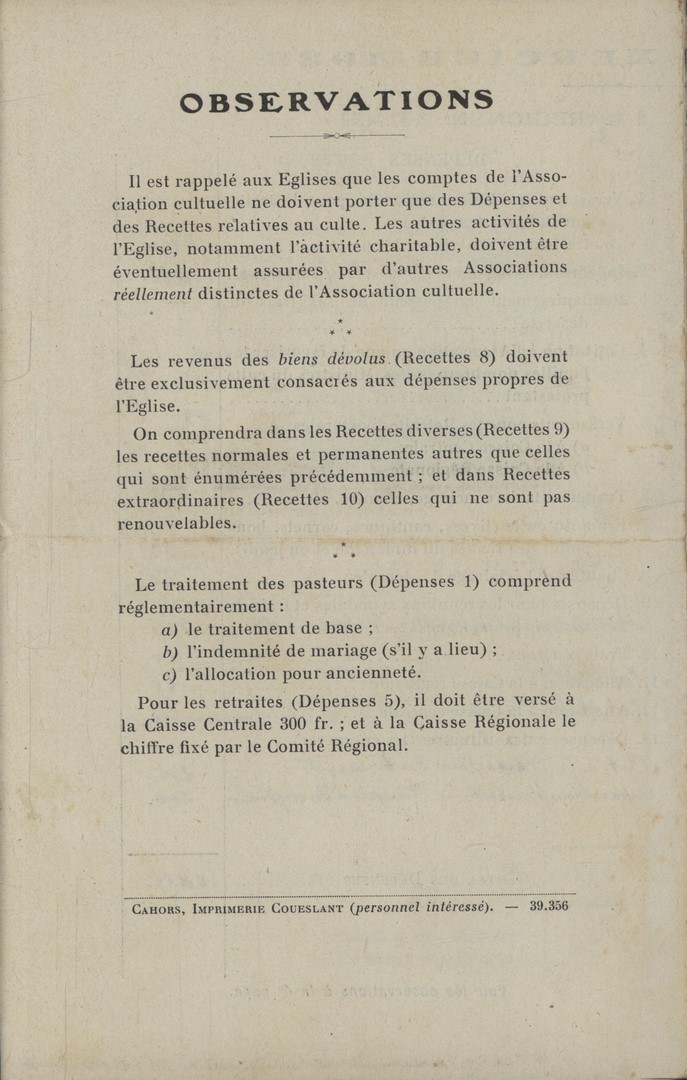 OBSERVATIONS
Il est rappelé aux Eglises que les comptes de l'Asso-
ciation cultuelle ne doivent porter que des Dépenses et
des Recettes relatives au culte. Les autres activités de
l'Eglise, notamment l'activité charitable, doivent être
éventuellement assurées par d'autres Associations
réellement distinctes de l'Association cultuelle.
* * *
Les revenus des biens dévolus (Recettes 8) doivent
être exclusivement consacrés aux dépenses propres de
l'Eglise.
On comprendra dans les Recettes diverses (Recettes 9)
les recettes normales et permanentes autres que celles
qui sont énumérées précédemment ; et dans Recettes
extraordinaires (Recettes 10) celles qui ne sont pas
renouvelables.
* * *
Le traitement des pasteurs (Dépenses 1) comprend
réglementairement :
a) le traitement de base ;
b) l'indemnité de mariage (s'il y a lieu) ;
c) l'allocation pour ancienneté.
Pour les retraites (Dépenses 5), il doit être versé à
la Caisse Centrale 300 fr. ; et à la Caisse Régionale le
chiffre fixé par le Comité Régional.
CAHORS, IMPRIMERIE COUESLANT (personnel intéressé). — 39.356